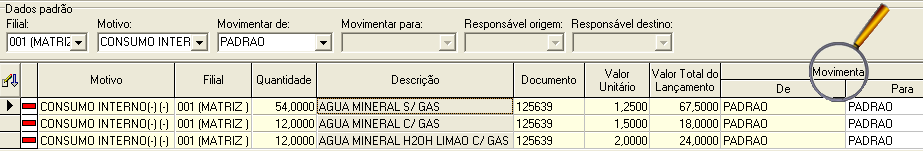 Dados padrão
Filial: Motivo: Movimentar de: Movimentar para: Responsável origem: Responsável destino:
001 (MATRIZ CONSUMO INTER PADRAO
Motivo Filial Quantidade Descrição Documento Valor Unitário Valor Total do Lançamento Movimenta
De Para
CONSUMO INTERNO(-) (-) 001 (MATRIZ ) 54,0000 AGUA MINERAL S/ GAS 125639 1,2500 67,5000 PADRAO PADRAO
CONSUMO INTERNO(-) (-) 001 (MATRIZ ) 12,0000 AGUA MINERAL C/ GAS 125639 1,5000 18,0000 PADRAO PADRAO
CONSUMO INTERNO(-) (-) 001 (MATRIZ ) 12,0000 AGUA MINERAL H2OH LIMAO C/ GAS 125639 2,0000 24,0000 PADRAO PADRAO